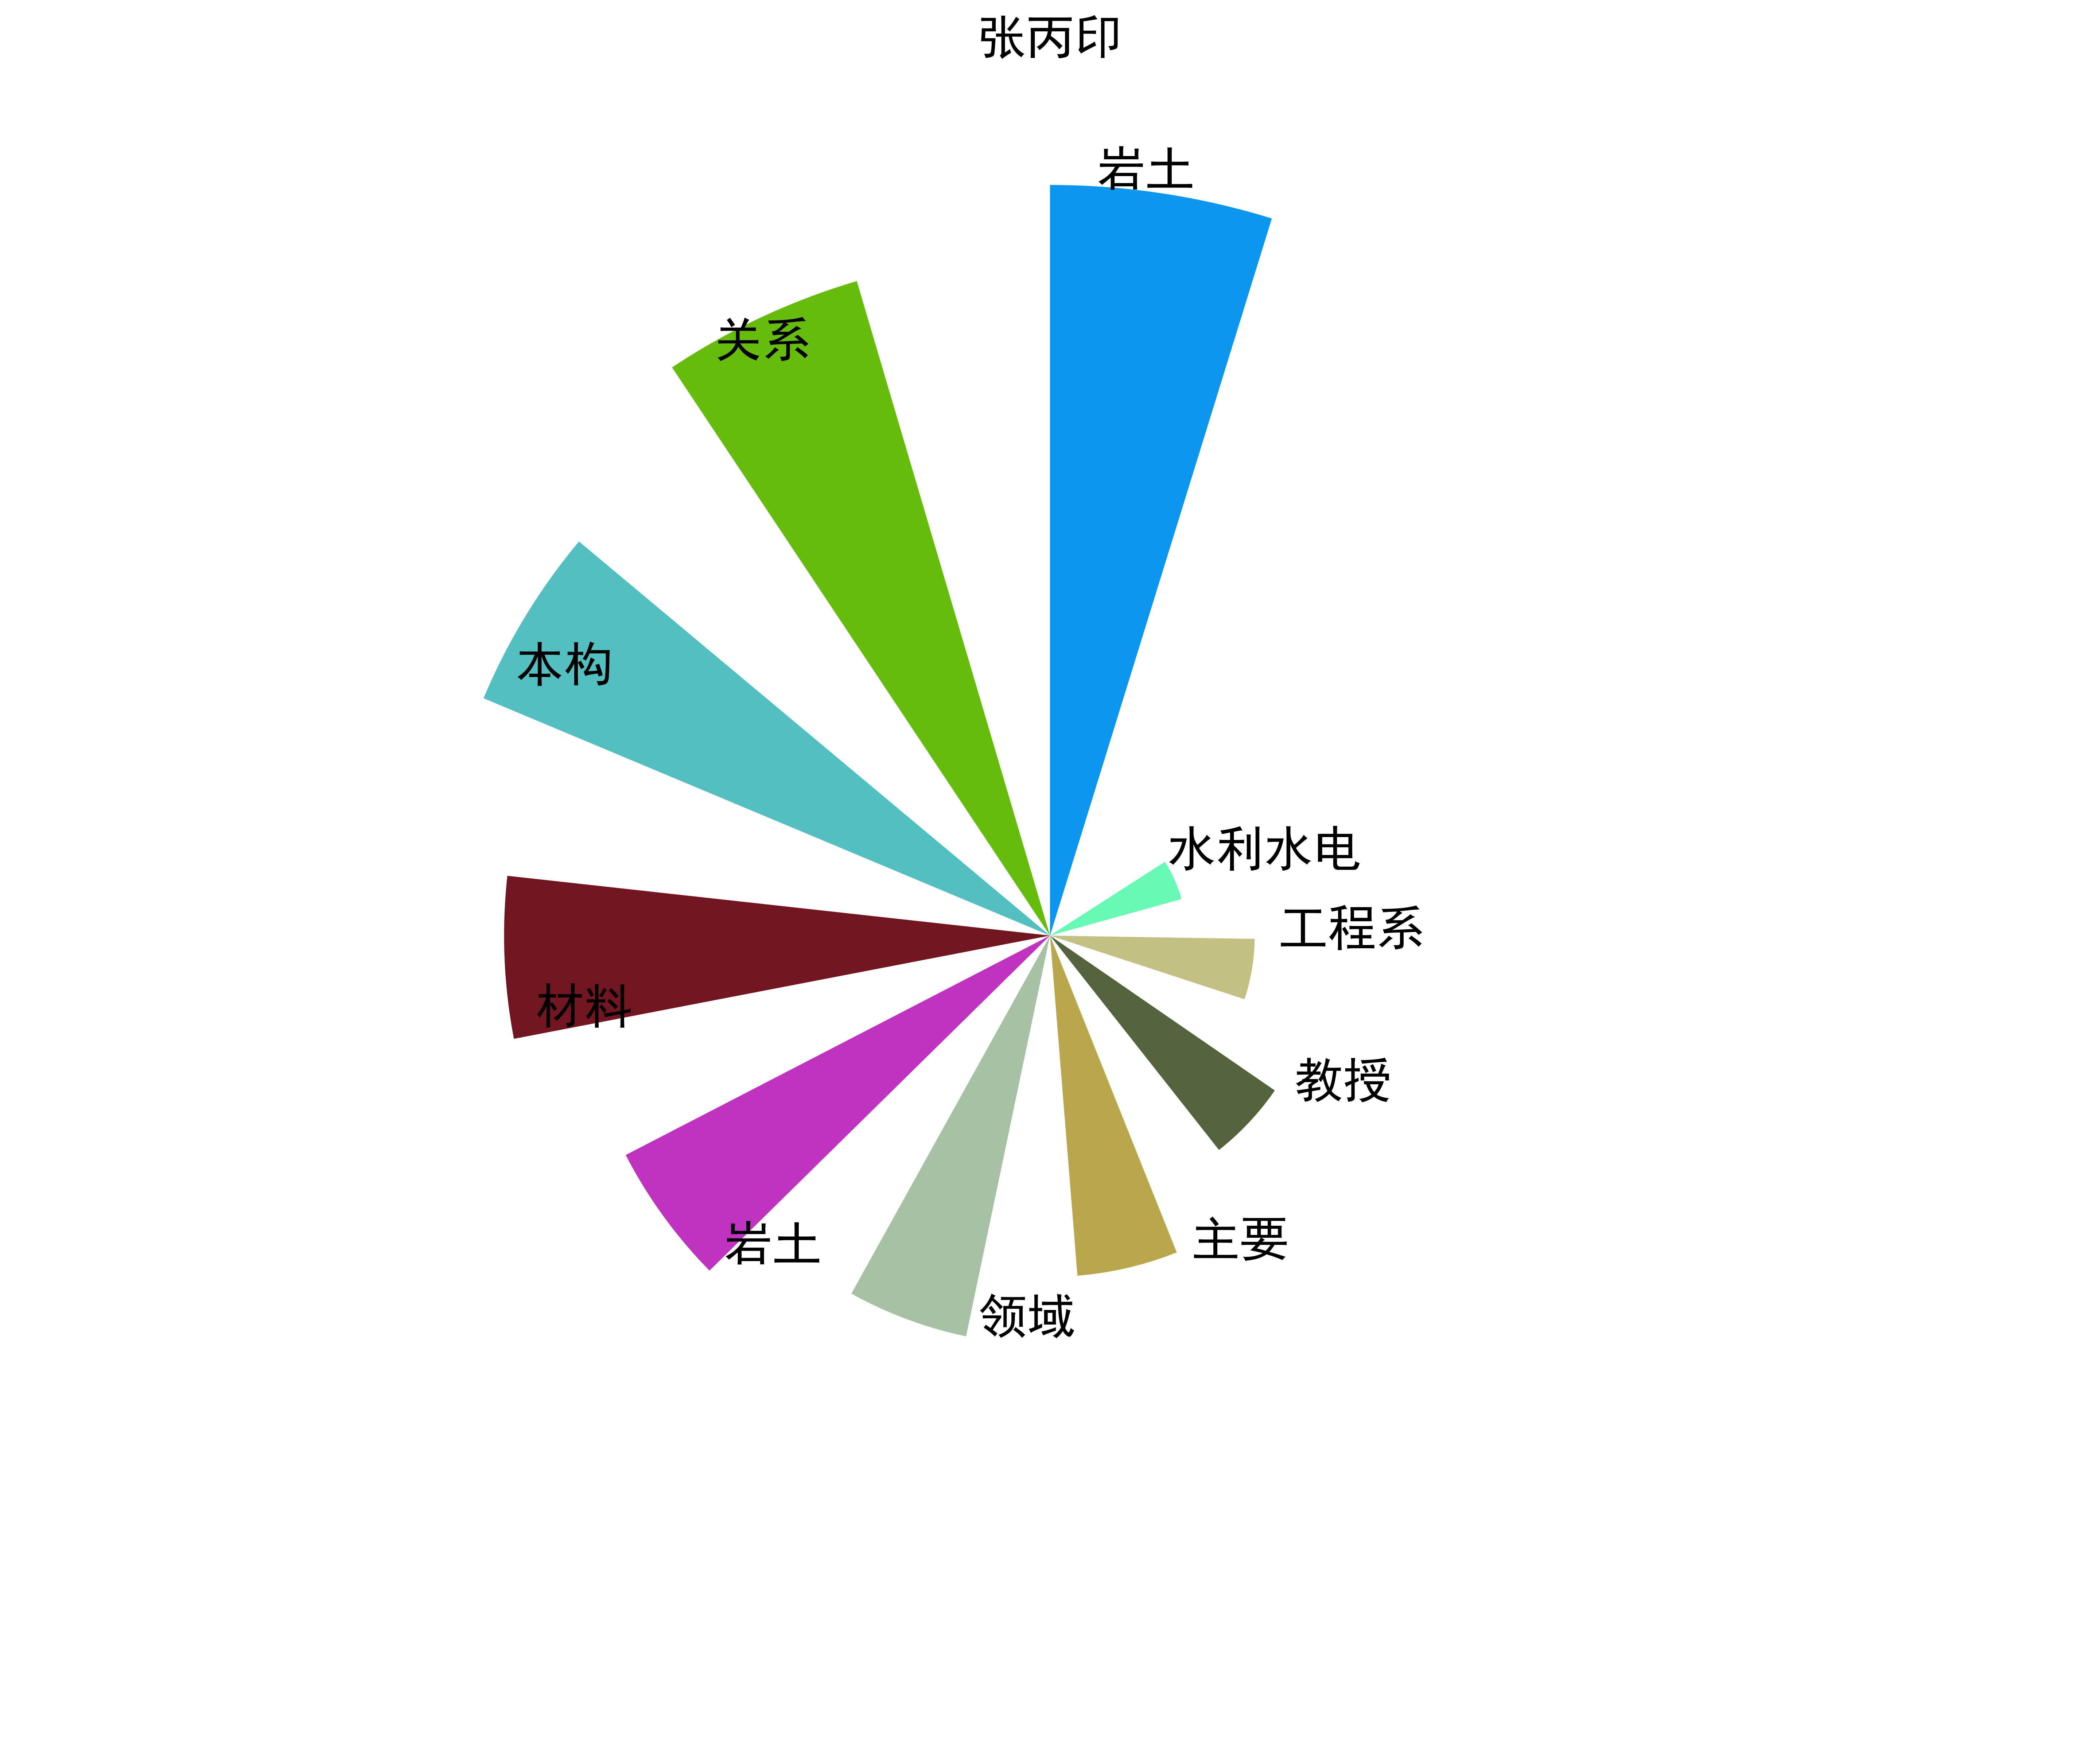 张丙印
岩土
关系
本构
水利水电
工程系
材料
教授
岩土
主要
领域